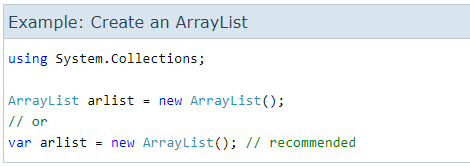 Example: Create an ArrayList
using System.Collections;
ArrayList arlist = new ArrayList();
// or
var arlist = new ArrayList(); // recommended